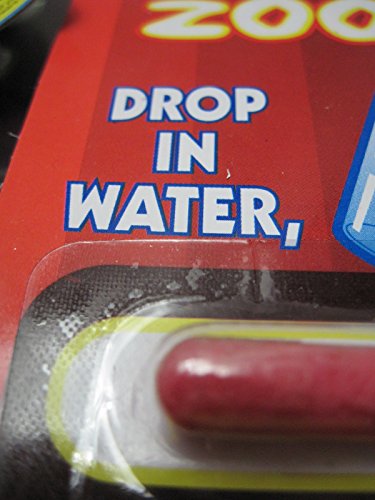 ZOO
DROP
IN
WATER,